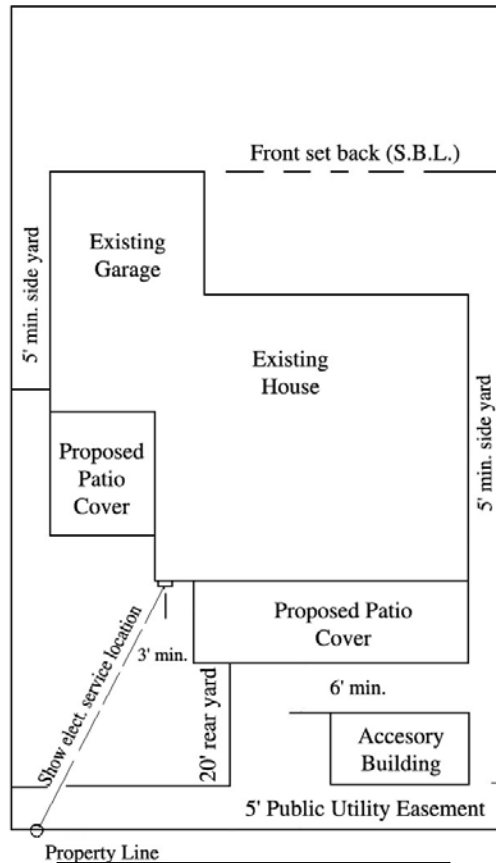 Front set back (S.B.L.)
Existing
Garage
5' min. side yard
Existing
House
5' min. side yard
Proposed
Patio
Cover
Proposed Patio
Cover
3' min.
Show elect. service location
20' rear yard
6' min.
Accesory
Building
5' Public Utility Easement
Property Line